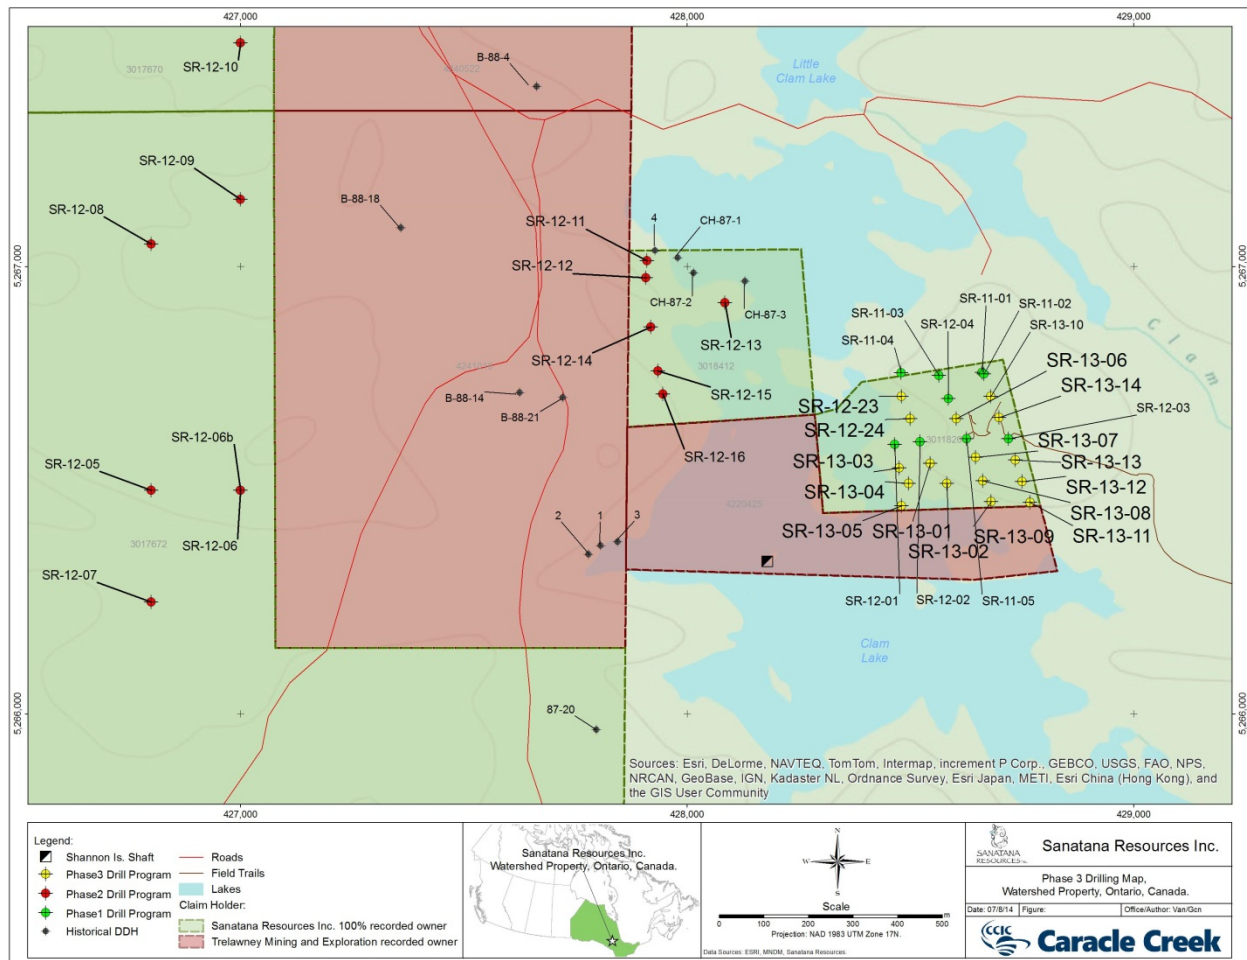 427,000
428,000
429,000
Little
Clam Lake
B-88-4
4240522
3017670
SR-12-10
SR-12-09
SR-12-08
B-88-18
SR-12-11
4
CH-87-1
SR-12-12
5,267,000
5,267,000
CH-87-2
CH-87-3
SR-11-03
SR-11-01
SR-11-02
SR-12-04
SR-13-10
SR-11-04
Clam
SR-12-13
SR-12-14
3018412
SR-13-06
SR-13-14
B-88-14
B-88-21
SR-12-15
SR-12-23
SR-12-24
SR-12-03
SR-12-06b
SR-12-05
SR-12-16
SR-13-03
SR-13-07
SR-13-13
SR-13-04
SR-13-12
4220425
SR-13-08
SR-13-05
SR-13-01
SR-13-09
SR-13-11
SR-13-02
2
1
3
3017672
SR-12-06
SR-12-07
SR-12-01
SR-12-02
SR-11-05
Clam
Lake
87-20
5,266,000
5,266,000
Sources: Esri, DeLorme, NAVTEQ, TomTom, Intermap, increment P Corp., GEBCO, USGS, FAO, NPS,
NRCAN, GeoBase, IGN, Kadaster NL, Ordnance Survey, Esri Japan, METI, Esri China (Hong Kong), and
the GIS User Community
427,000
428,000
429,000
Legend:
Shannon Is. Shaft
Phase3 Drill Program
Phase2 Drill Program
Phase1 Drill Program
Historical DDH
Roads
Field Trails
Lakes
Claim Holder:
Sanatana Resources Inc. 100% recorded owner
Trelawney Mining and Exploration recorded owner
Sanatana Resources Inc.
Watershed Property, Ontario, Canada.
N
W
E
S
Scale
0 100 200 300 400 500
m
Projection: NAD 1983 UTM Zone 17N.
Data Sources: ESRI, MNDM, Sanatana Resources.
SANATANA
RESOURCES Inc.
Sanatana Resources Inc.
Phase 3 Drilling Map,
Watershed Property, Ontario, Canada.
Date: 07/8/14
Figure:
Office/Author: Van/Gcn
CCIC
Caracle Creek